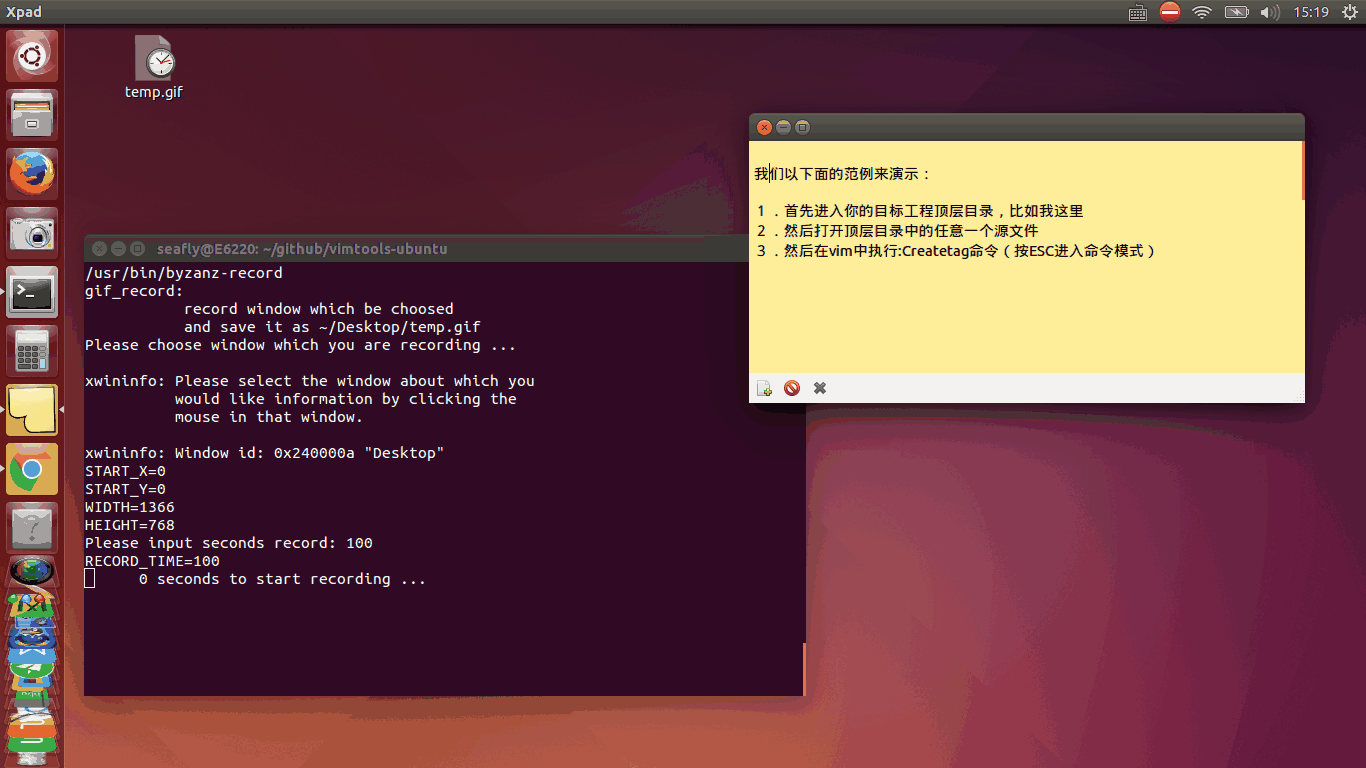 Xpad
15:19
temp.gif
seafly@E6220: ~/github/vimtools-ubuntu
/usr/bin/byzanz-record
gif_record:
record window which be choosed
and save it as ~/Desktop/temp.gif
Please choose window which you are recording ...
xwininfo: Please select the window about which you
would like information by clicking the
mouse in that window.
xwininfo: Window id: 0x240000a "Desktop"
START_X=0
START_Y=0
WIDTH=1366
HEIGHT=768
Please input seconds record: 100
RECORD_TIME=100
0 seconds to start recording ...
我们以下面的范例来演示：
１．首先进入你的目标工程顶层目录，比如我这里
２．然后打开顶层目录中的任意一个源文件
３．然后在vim中执行:Createtag命令（按ESC进入命令模式）